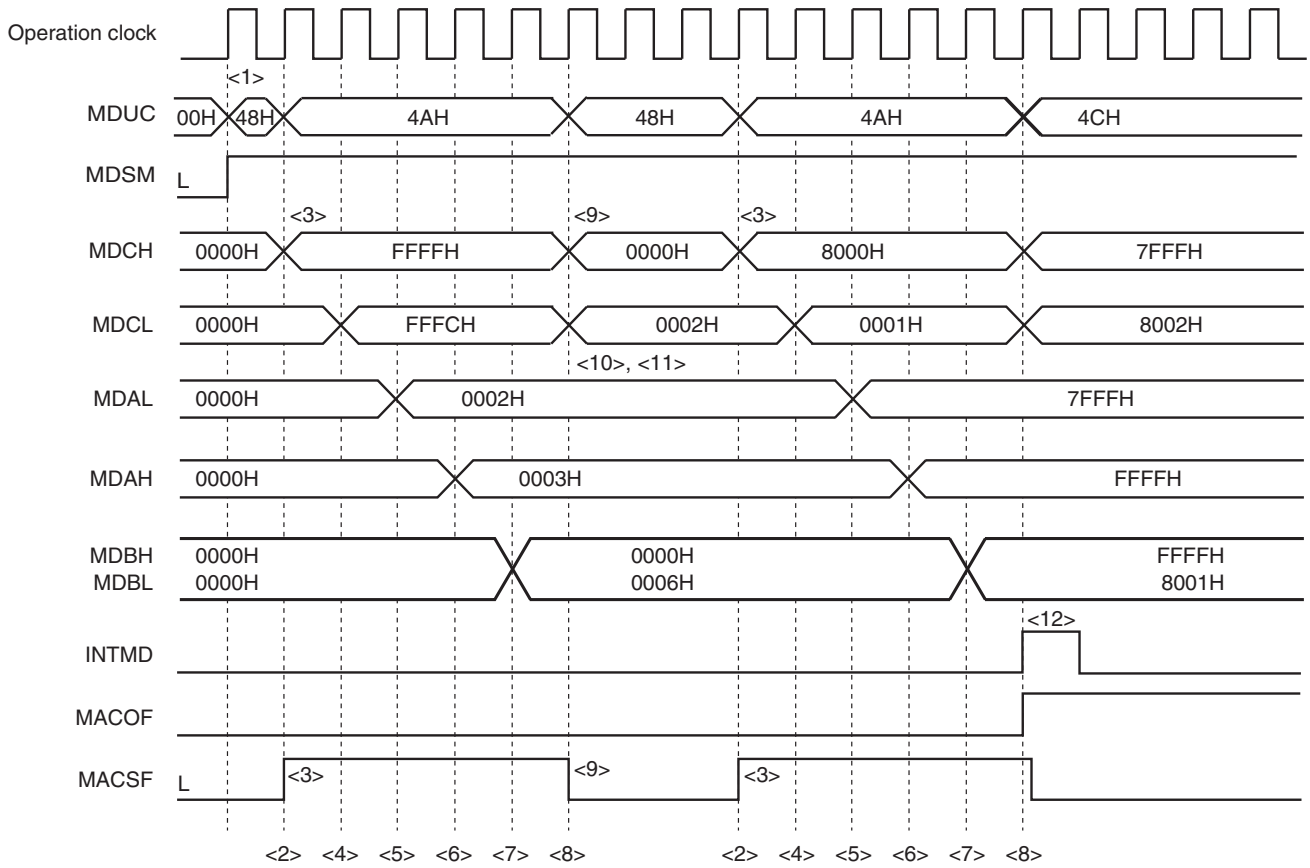 Operation clock
<1>
MDUC 00H 48H 4AH 48H 4AH 4CH
MDSM L
<3> <9> <3>
MDCH 0000H FFFFH 0000H 8000H 7FFFH
MDCL 0000H FFFCH 0002H 0001H 8002H
<10>, <11>
MDAL 0000H 0002H 7FFFH
MDAH 0000H 0003H FFFFH
MDBH 0000H 0000H FFFFH
MDBL 0000H 0006H 8001H
<12>
INTMD
MACOF
MACSF L <3> <9> <3>
<2> <4> <5> <6> <7> <8> <2> <4> <5> <6> <7> <8>